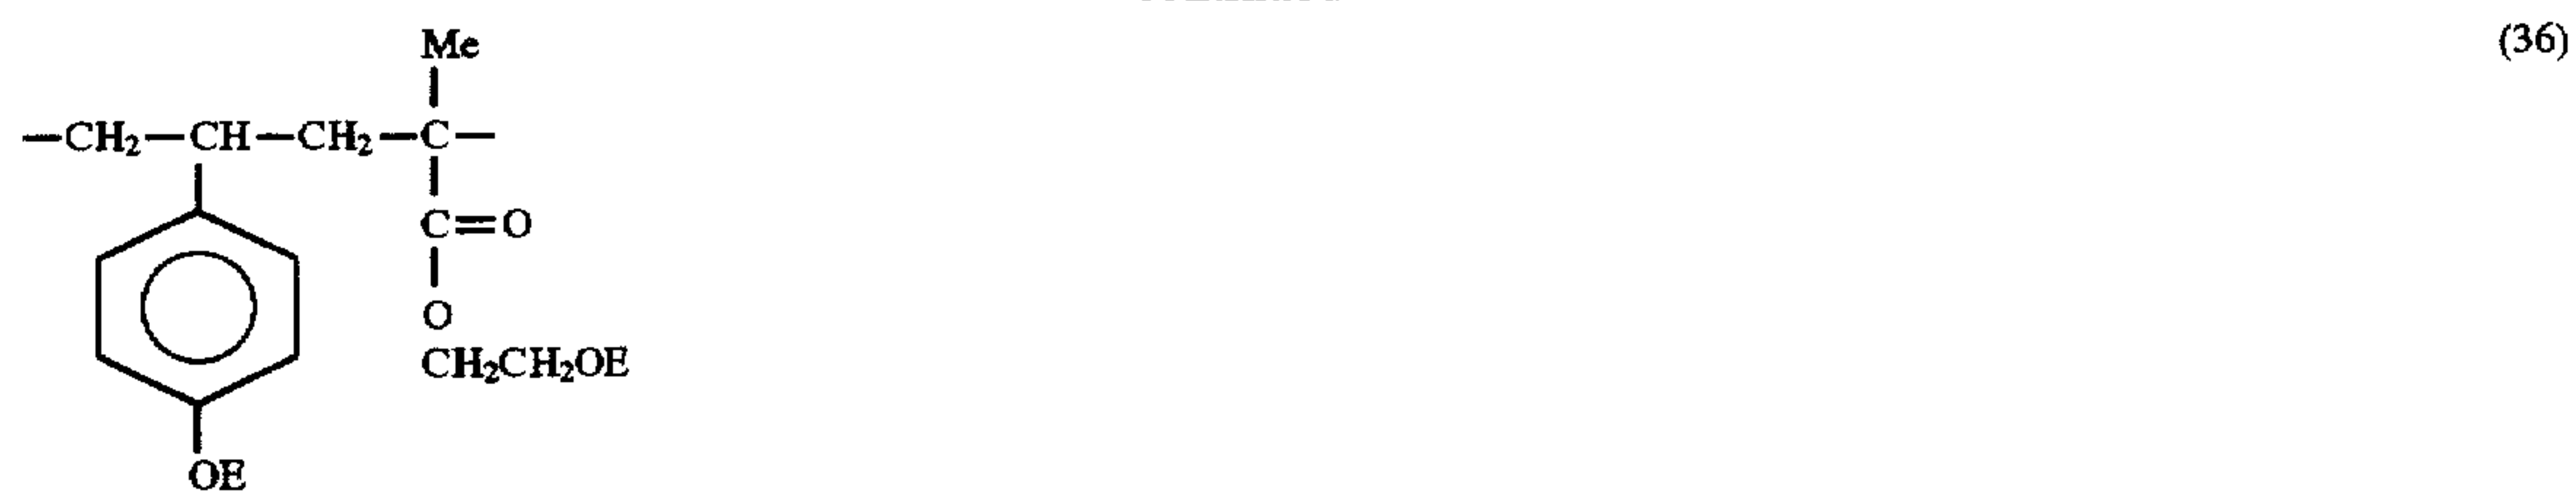 Me (36)
—CH₂—CH—CH₂—C—
C=O
O
CH₂CH₂OE
OE